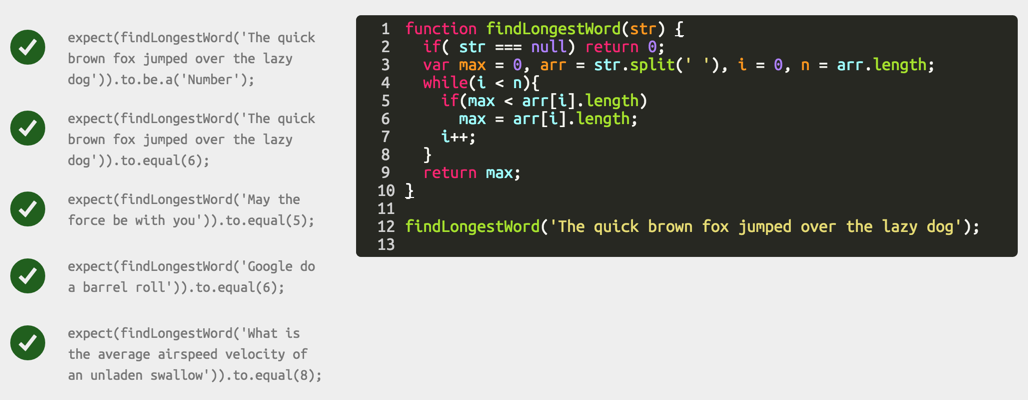 expect(findLongestWord('The quick
brown fox jumped over the lazy
dog')).to.be.a('Number');
expect(findLongestWord('The quick
brown fox jumped over the lazy
dog')).to.equal(6);
expect(findLongestWord('May the
force be with you')).to.equal(5);
expect(findLongestWord('Google do
a barrel roll')).to.equal(6);
expect(findLongestWord('What is
the average airspeed velocity of
an unladen swallow')).to.equal(8);
1 function findLongestWord(str) {
2   if( str === null) return 0;
3   var max = 0, arr = str.split(' '), i = 0, n = arr.length;
4   while(i < n){
5     if(max < arr[i].length)
6       max = arr[i].length;
7     i++;
8   }
9   return max;
10 }
11
12 findLongestWord('The quick brown fox jumped over the lazy dog');
13